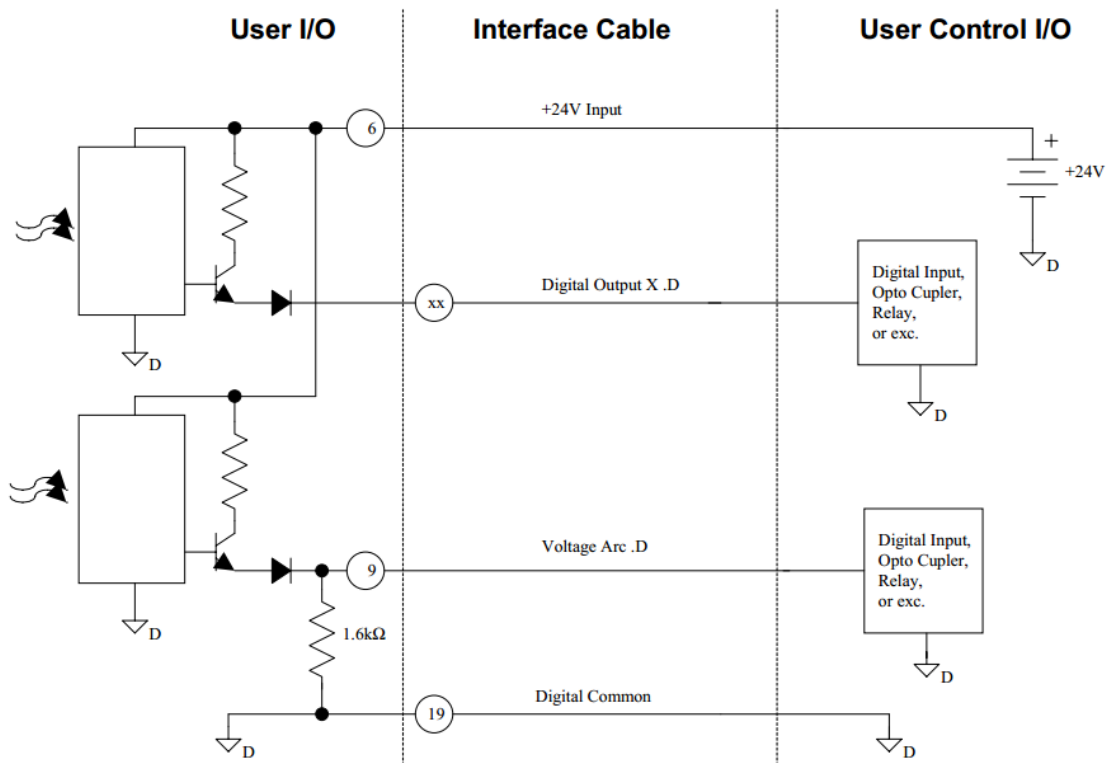 User I/O
Interface Cable
User Control I/O
+24V Input
6
+
+24V
D
Digital Output X .D
xx
Digital Input,
Opto Cupler,
Relay,
or exc.
D
D
Voltage Arc .D
9
Digital Input,
Opto Cupler,
Relay,
or exc.
D
1.6kΩ
D
Digital Common
19
D
D